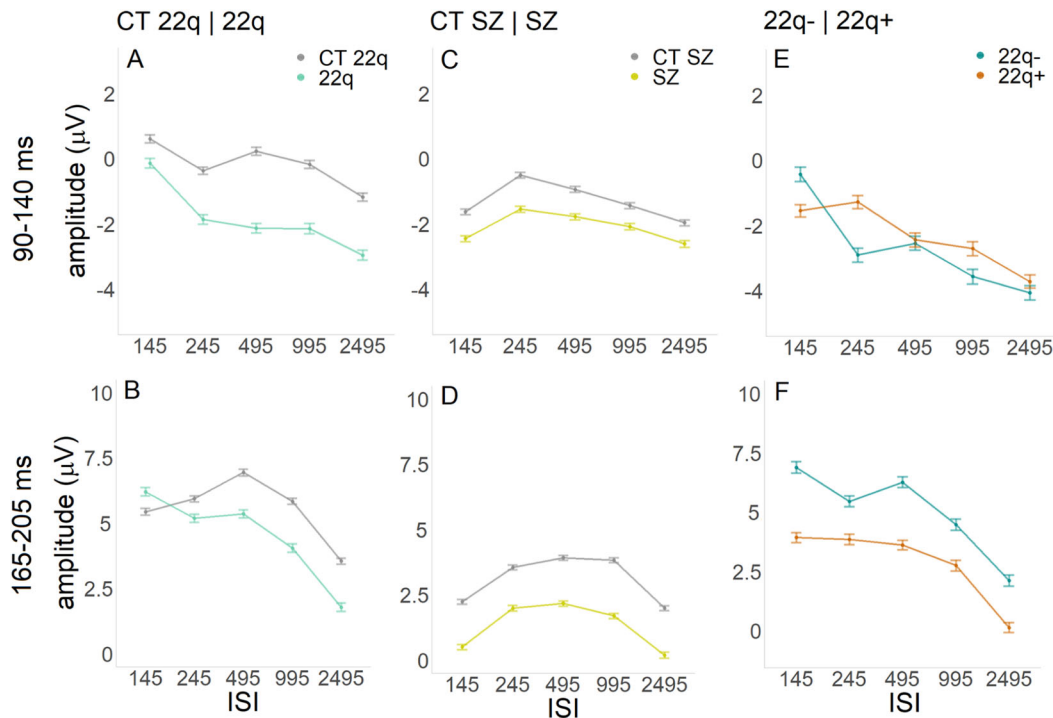 CT 22q | 22q
CT SZ | SZ
22q- | 22q+
90-140 ms
amplitude (μV)
A
CT 22q
22q
2
0
-2
-4
145 245 495 995 2495
C
CT SZ
SZ
2
0
-2
-4
145 245 495 995 2495
E
22q-
22q+
2
0
-2
-4
145 245 495 995 2495
165-205 ms
amplitude (μV)
B
10
7.5
5
2.5
0
145 245 495 995 2495
ISI
D
10
7.5
5
2.5
0
145 245 495 995 2495
ISI
F
10
7.5
5
2.5
0
145 245 495 995 2495
ISI